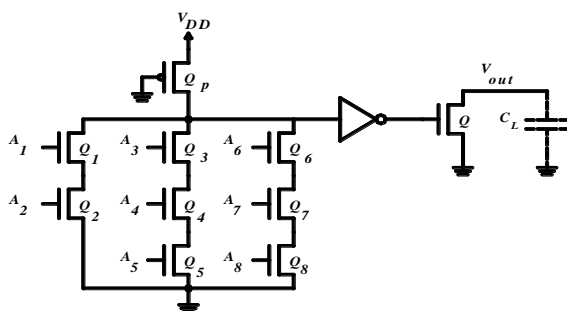 V_DD
Q_p
V_out
A_1 Q_1 A_3 Q_3 A_6 Q_6 Q C_L
A_2 Q_2 A_4 Q_4 A_7 Q_7
A_5 Q_5 A_8 Q_8